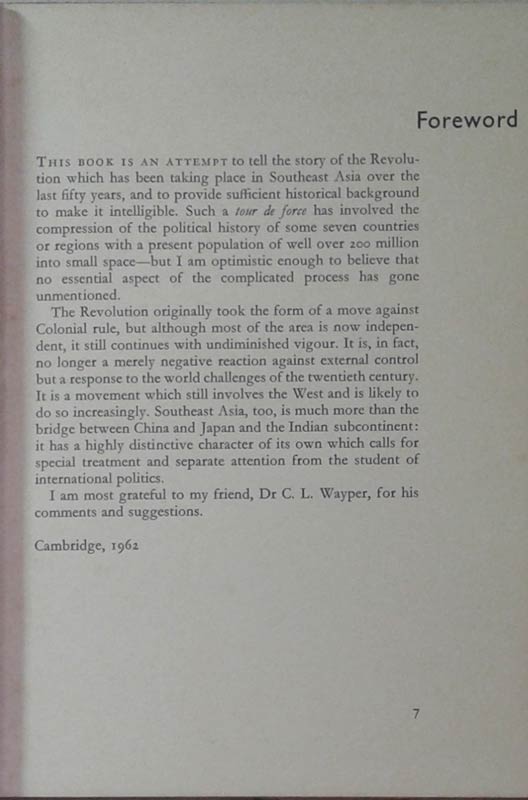 Foreword
THIS BOOK IS AN ATTEMPT to tell the story of the Revolu-
tion which has been taking place in Southeast Asia over the
last fifty years, and to provide sufficient historical background
to make it intelligible. Such a tour de force has involved the
compression of the political history of some seven countries
or regions with a present population of well over 200 million
into small space—but I am optimistic enough to believe that
no essential aspect of the complicated process has gone
unmentioned.
The Revolution originally took the form of a move against
Colonial rule, but although most of the area is now indepen-
dent, it still continues with undiminished vigour. It is, in fact,
no longer a merely negative reaction against external control
but a response to the world challenges of the twentieth century.
It is a movement which still involves the West and is likely to
do so increasingly. Southeast Asia, too, is much more than the
bridge between China and Japan and the Indian subcontinent:
it has a highly distinctive character of its own which calls for
special treatment and separate attention from the student of
international politics.
I am most grateful to my friend, Dr C. L. Wayper, for his
comments and suggestions.
Cambridge, 1962
7